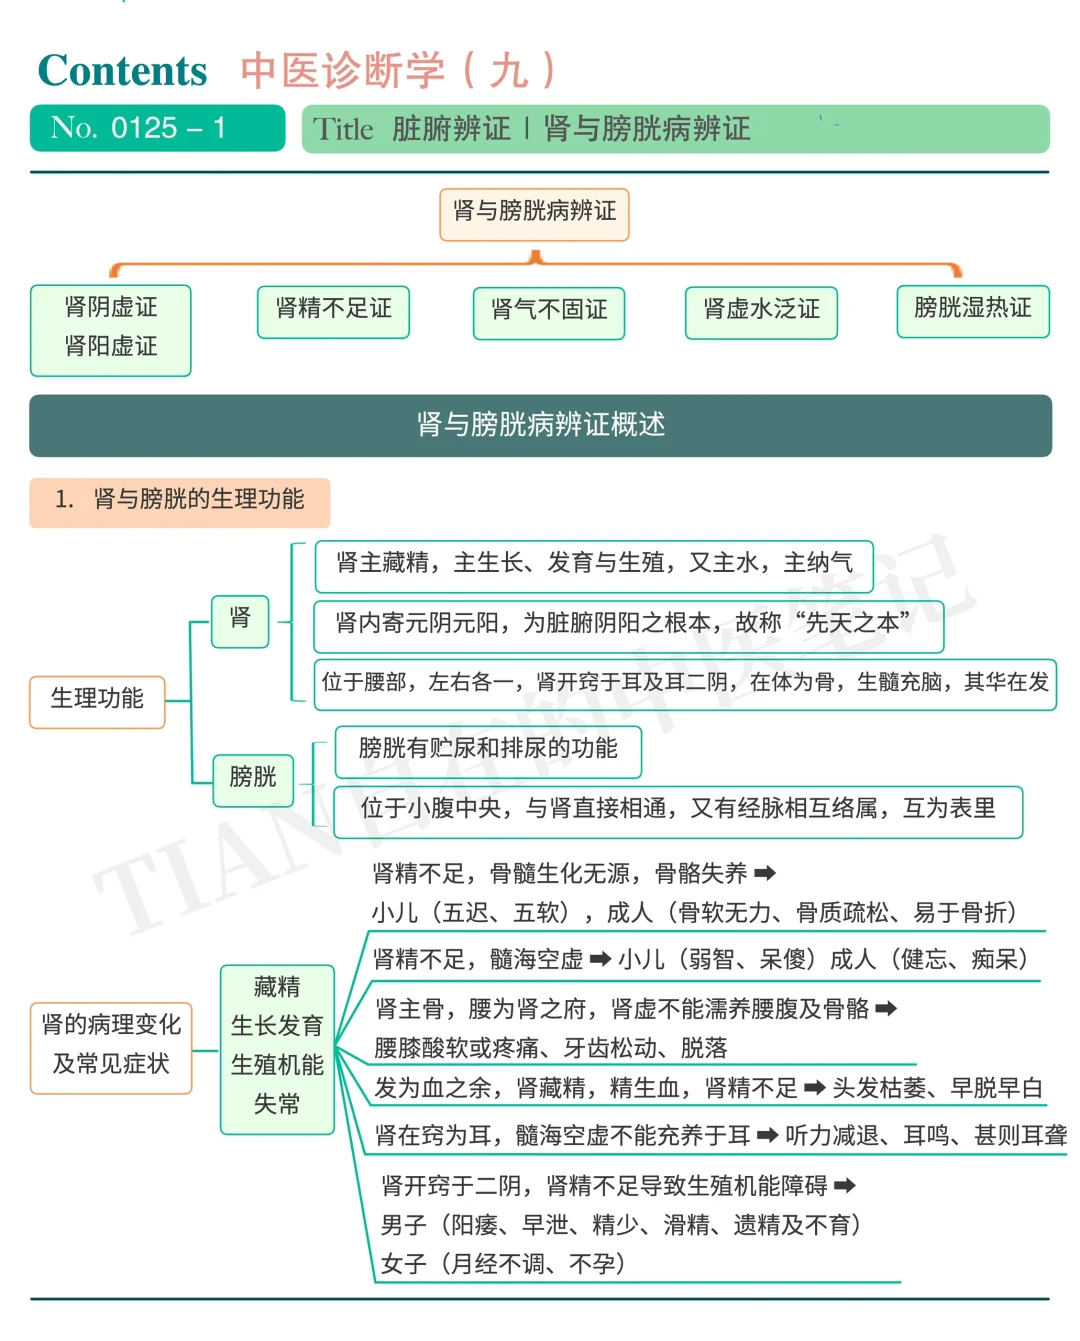 Contents 中医诊断学（九）
No. 0125 – 1
Title 脏腑辨证 | 肾与膀胱病辨证
肾与膀胱病辨证
肾阴虚证
肾阳虚证
肾精不足证
肾气不固证
肾虚水泛证
膀胱湿热证
肾与膀胱病辨证概述
1. 肾与膀胱的生理功能
生理功能
肾
肾主藏精，主生长、发育与生殖，又主水，主纳气
肾内寄元阴元阳，为脏腑阴阳之根本，故称“先天之本”
位于腰部，左右各一，肾开窍于耳及耳二阴，在体为骨，生髓充脑，其华在发
膀胱
膀胱有贮尿和排尿的功能
位于小腹中央，与肾直接相通，又有经脉相互络属，互为表里
肾的病理变化
及常见症状
藏精
生长发育
生殖机能
失常
肾精不足，骨髓生化无源，骨骼失养➡
小儿（五迟、五软），成人（骨软无力、骨质疏松、易于骨折）
肾精不足，髓海空虚➡小儿（弱智、呆傻）成人（健忘、痴呆）
肾主骨，腰为肾之府，肾虚不能濡养腰腹及骨骼➡
腰膝酸软或疼痛、牙齿松动、脱落
发为血之余，肾藏精，精生血，肾精不足➡头发枯萎、早脱早白
肾在窍为耳，髓海空虚不能充养于耳➡听力减退、耳鸣、甚则耳聋
肾开窍于二阴，肾精不足导致生殖机能障碍➡
男子（阳痿、早泄、精少、滑精、遗精及不育）
女子（月经不调、不孕）
TIAN自在的中医笔记